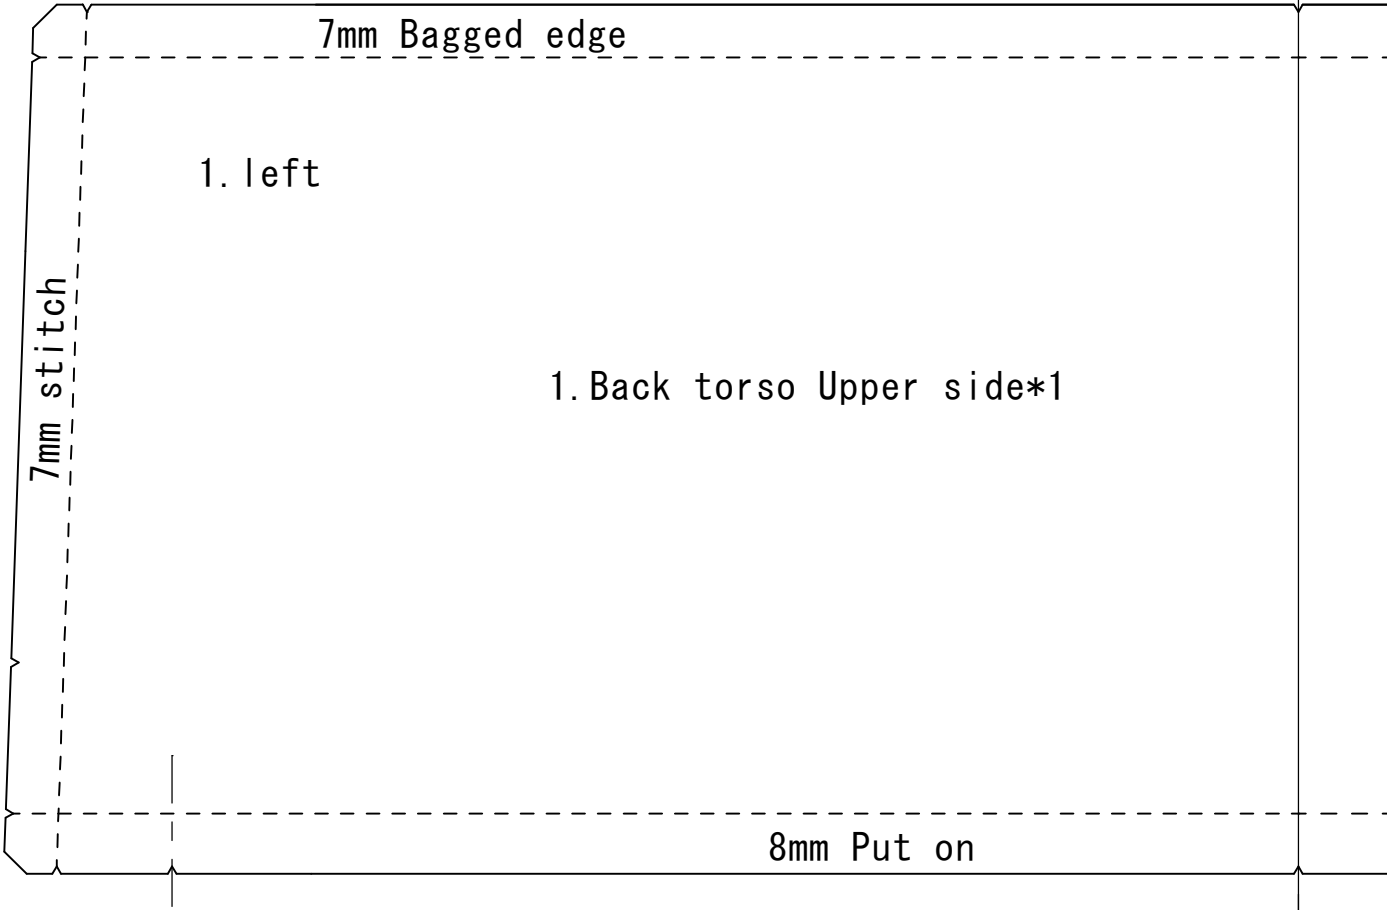 7mm Bagged edge
1.left
7mm stitch
1.Back torso Upper side*1
8mm Put on